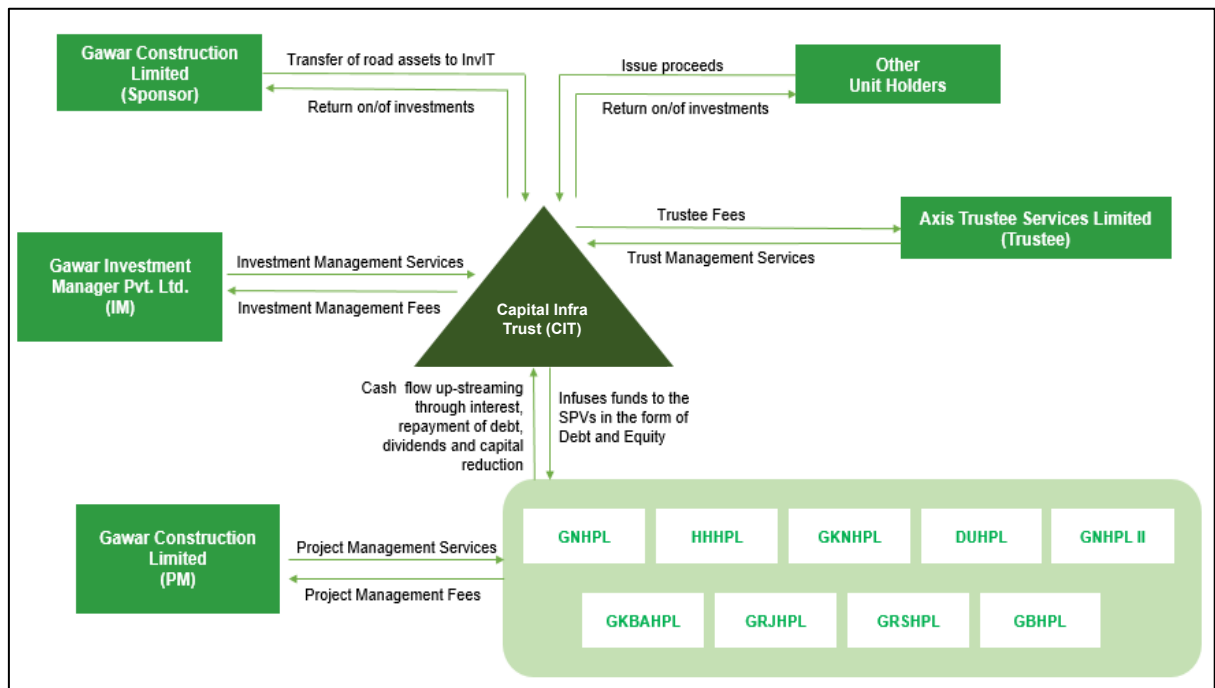 Gawar Construction
Limited
(Sponsor)
Transfer of road assets to InvIT
Return on/of investments
Issue proceeds
Return on/of investments
Other
Unit Holders
Gawar Investment
Manager Pvt. Ltd.
(IM)
Investment Management Services
Investment Management Fees
Capital Infra
Trust (CIT)
Trustee Fees
Trust Management Services
Axis Trustee Services Limited
(Trustee)
Cash flow up-streaming
through interest,
repayment of debt,
dividends and capital
reduction
Infuses funds to the
SPVs in the form of
Debt and Equity
Gawar Construction
Limited
(PM)
Project Management Services
Project Management Fees
GNHPL
HHHPL
GKNHPL
DUHPL
GNHPL II
GKBAHPL
GRJHPL
GRSHPL
GBHPL